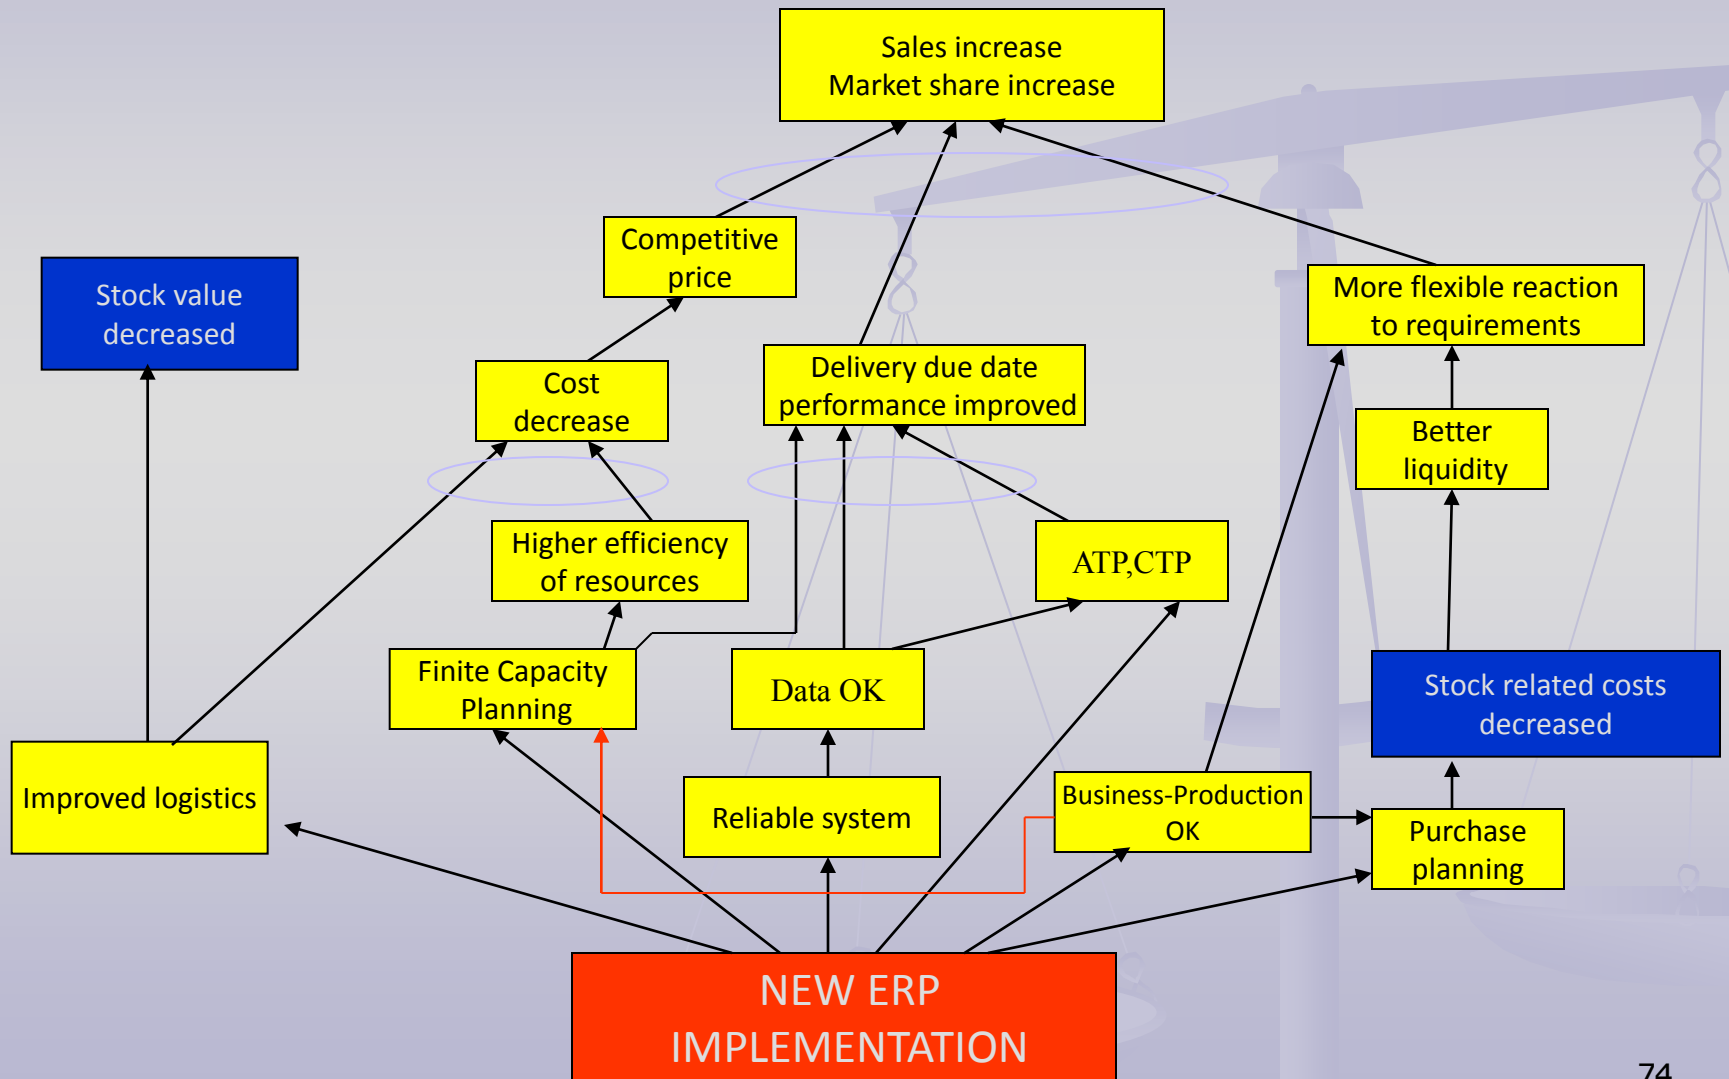 Sales increase
Market share increase
Competitive
price
Stock value
decreased
More flexible reaction
to requirements
Cost
decrease
Delivery due date
performance improved
Better
liquidity
Higher efficiency
of resources
ATP,CTP
Finite Capacity
Planning
Data OK
Stock related costs
decreased
Improved logistics
Reliable system
Business-Production
OK
Purchase
planning
NEW ERP
IMPLEMENTATION
74